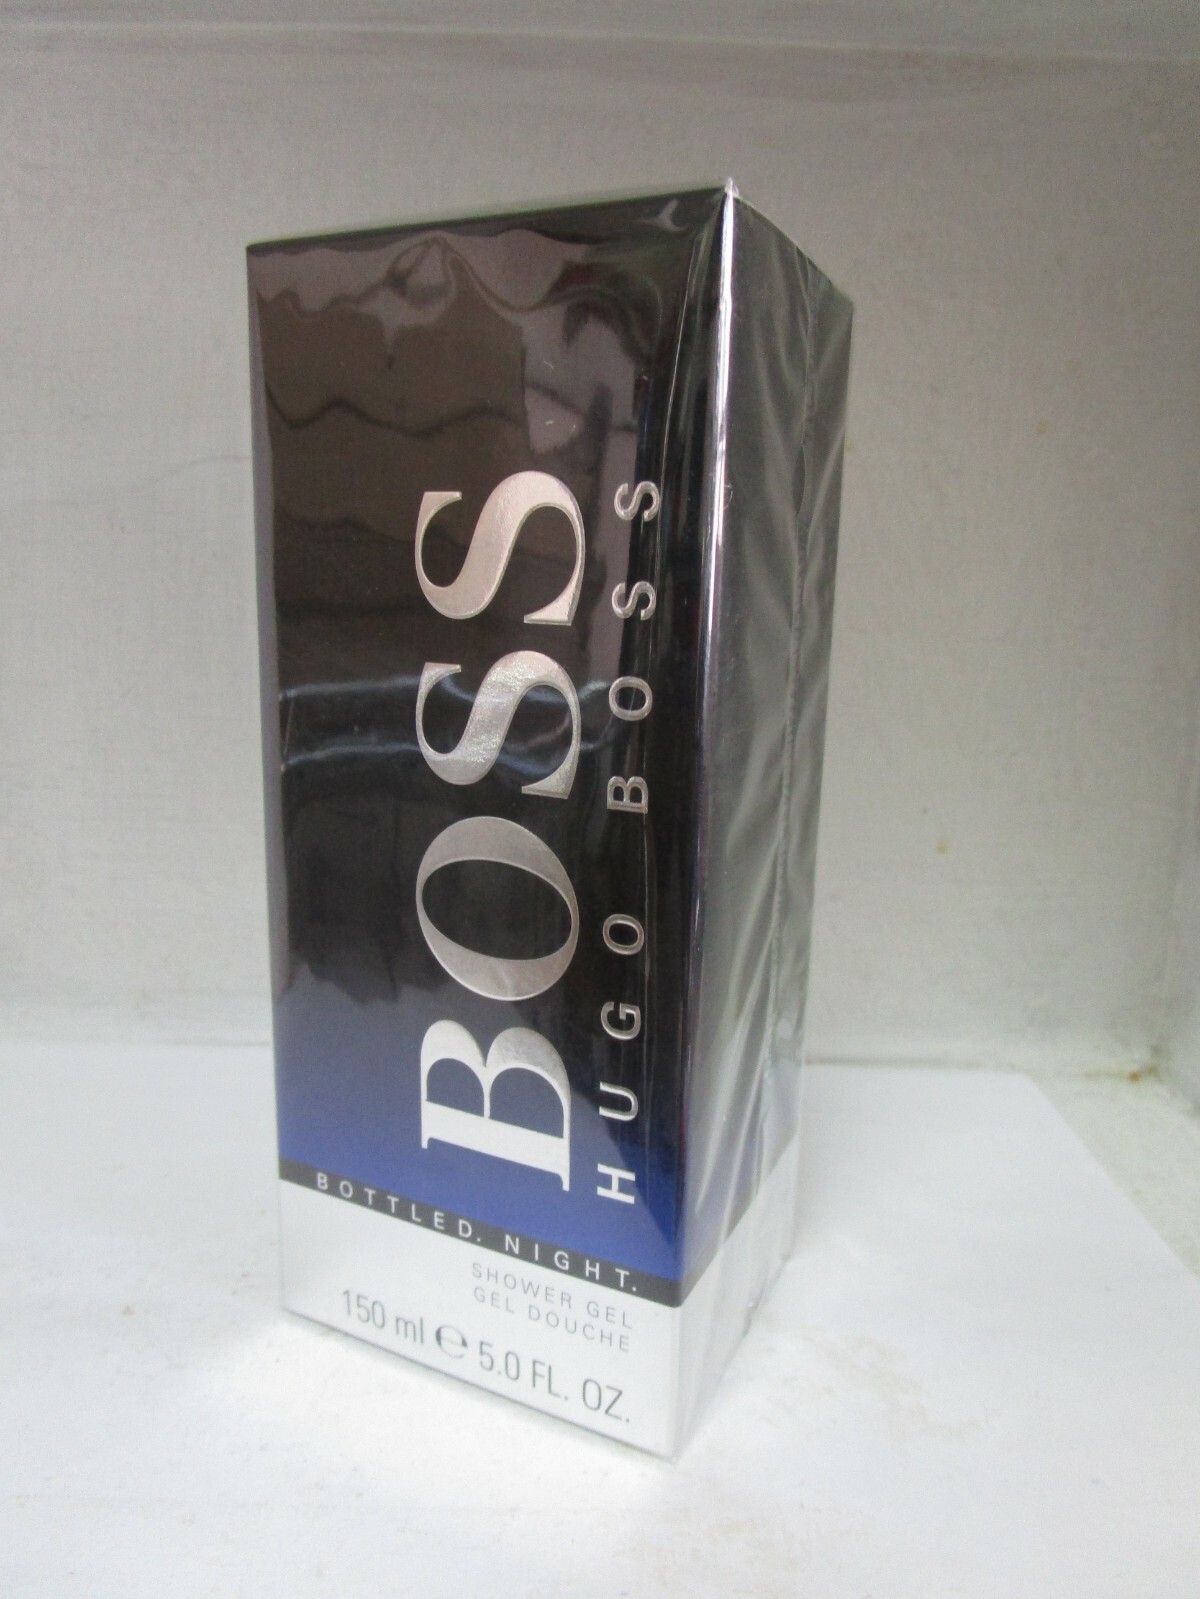 BOSS
HUGO BOSS
BOTTLED. NIGHT.
SHOWER GEL
GEL DOUCHE
150 ml ℮ 5.0 FL. OZ.